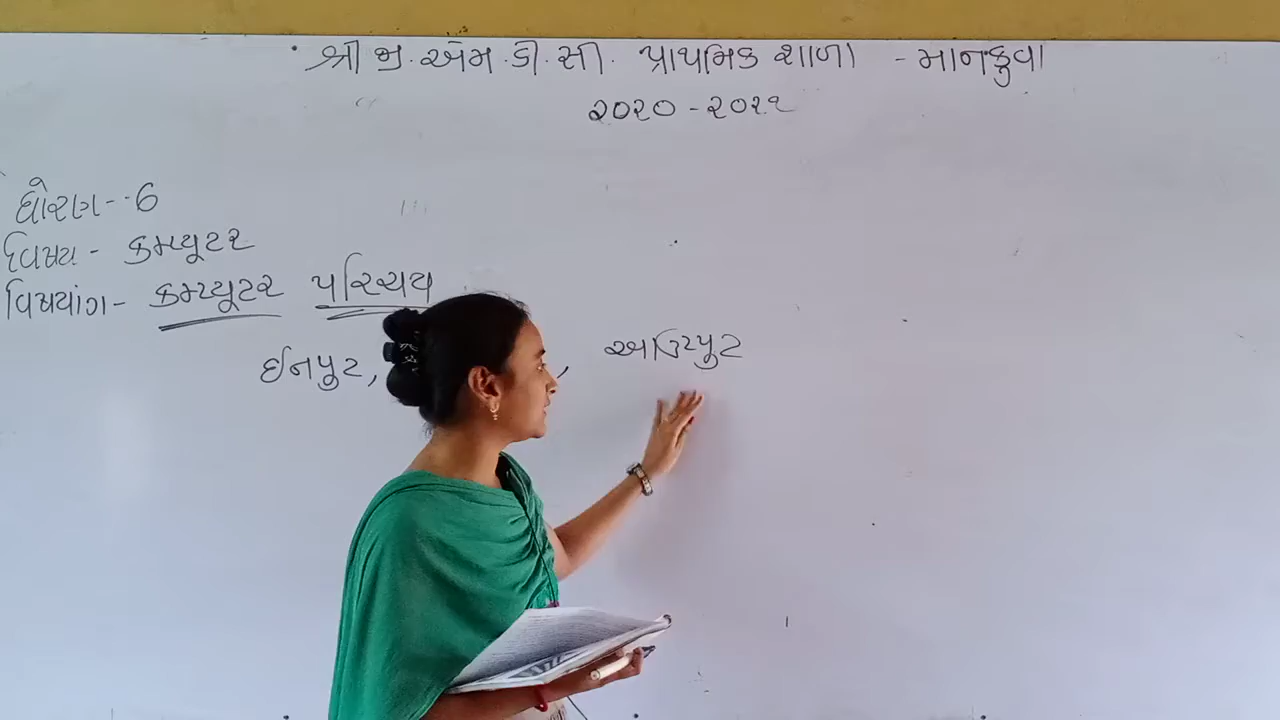 શ્રી જી.એમ.ડી.સી. પ્રાથમિક શાળા - માનકુવા
૨૦૨૦ - ૨૦૨૧
ધોરણ - 6
વિષય - કમ્પ્યૂટર
વિષયાંગ - કમ્પ્યૂટર પરિચય
ઈનપુટ, , આઉટપુટ